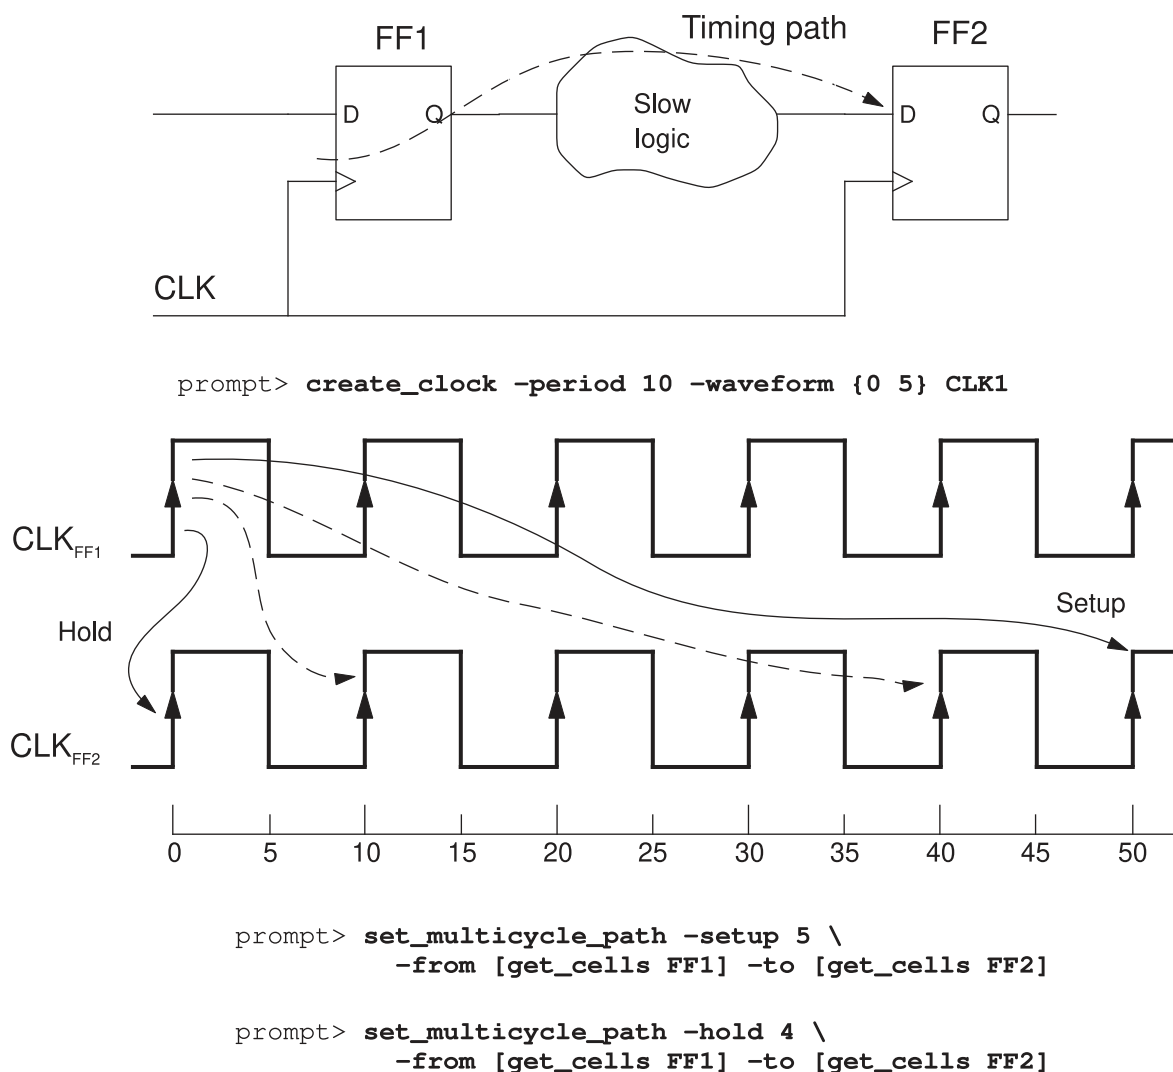 FF1
Timing path
FF2
D
Q
Slow
logic
D
Q
CLK
prompt> create_clock –period 10 –waveform {0 5} CLK1
CLKFF1
Setup
Hold
CLKFF2
0 5 10 15 20 25 30 35 40 45 50
prompt> set_multicycle_path –setup 5 \
–from [get_cells FF1] –to [get_cells FF2]
prompt> set_multicycle_path –hold 4 \
–from [get_cells FF1] –to [get_cells FF2]